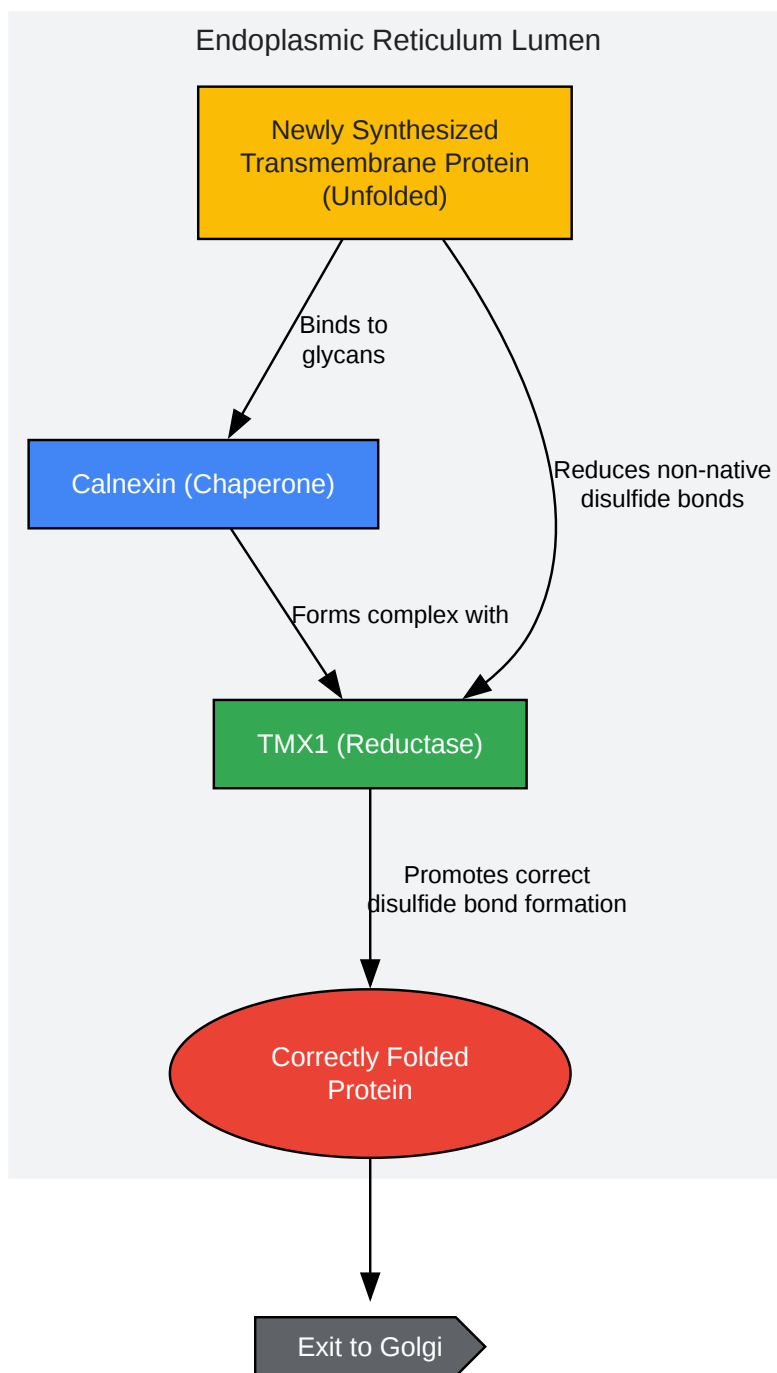 Endoplasmic Reticulum Lumen
Newly Synthesized
Transmembrane Protein
(Unfolded)
Binds to
glycans
Calnexin (Chaperone)
Reduces non-native
disulfide bonds
Forms complex with
TMX1 (Reductase)
Promotes correct
disulfide bond formation
Correctly Folded
Protein
Exit to Golgi